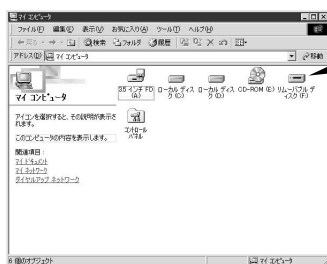 マイ コンピュータ
ファイル(F) 編集(E) 表示(V) お気に入り(A) ツール(T) ヘルプ(H)
戻る 検索 フォルダ 履歴
アドレス(D) マイ コンピュータ 移動
マイ コンピュータ
アイコンを選択すると、その説明が表示されます。
このコンピュータの内容を表示します。
関連項目:
マイ ドキュメント
マイ ネットワーク
ダイヤルアップ ネットワーク
3.5 インチ FD (A)
ローカル ディスク (C)
ローカル ディスク (D)
CD-ROM (E)
リムーバブル ディスク (F)
コントロール パネル
6 個のオブジェクト
マイ コンピュータ